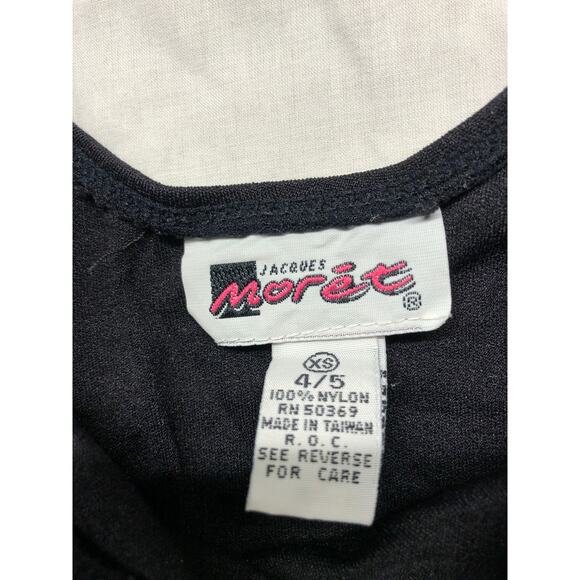 JACQUES
Morét ®
XS
4/5
100% NYLON
RN 50369
MADE IN TAIWAN
R.O.C.
SEE REVERSE
FOR CARE